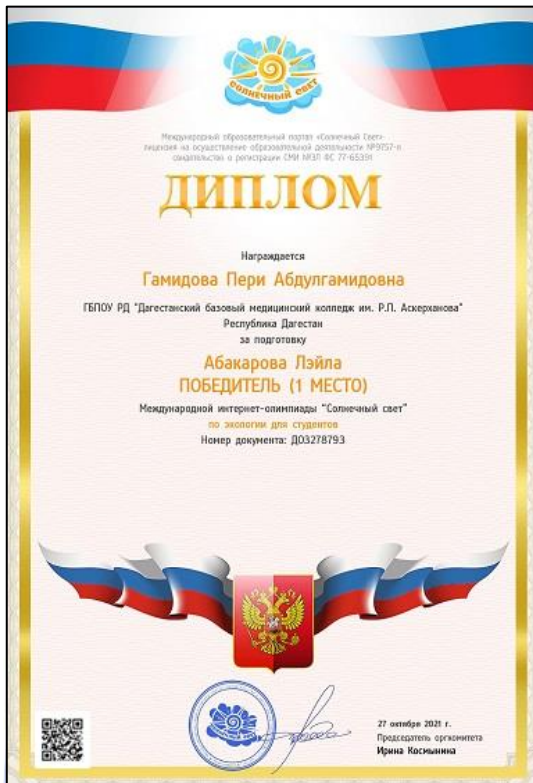 СОЛНЕЧНЫЙ СВЕТ
Международный образовательный портал «Солнечный Свет»
лицензия на осуществление образовательной деятельности №9757-л
свидетельство о регистрации СМИ №ЭЛ ФС 77-65391
ДИПЛОМ
Награждается
Гамидова Пери Абдулгамидовна
ГБПОУ РД "Дагестанский базовый медицинский колледж им. Р.П. Аскерханова"
Республика Дагестан
за подготовку
Абакарова Лэйла
ПОБЕДИТЕЛЬ (1 МЕСТО)
Международной интернет-олимпиады "Солнечный свет"
по экологии для студентов
Номер документа: ДО3278793
27 октября 2021 г.
Председатель оргкомитета
Ирина Космынина